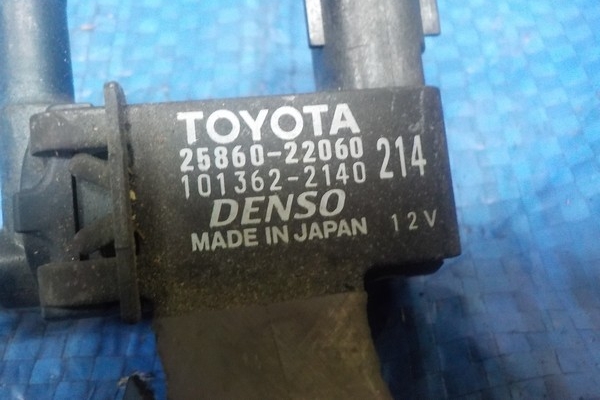 TOYOTA
25860-22060
101362-2140 214
DENSO
MADE IN JAPAN 12V